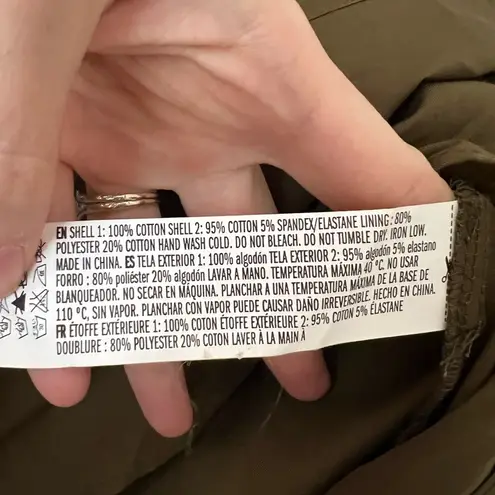 EN SHELL 1: 100% COTTON SHELL 2: 95% COTTON 5% SPANDEX/ELASTANE LINING: 80%
POLYESTER 20% COTTON HAND WASH COLD. DO NOT BLEACH. DO NOT TUMBLE DRY. IRON LOW.
MADE IN CHINA. ES TELA EXTERIOR 1: 100% algodón TELA EXTERIOR 2: 95% algodón 5% elastano
FORRO : 80% poliéster 20% algodón LAVAR A MANO. TEMPERATURA MÁXIMA 40 °C. NO USAR
BLANQUEADOR. NO SECAR EN MÁQUINA. PLANCHAR A UNA TEMPERATURA MÁXIMA DE LA BASE DE
110 °C, SIN VAPOR. PLANCHAR CON VAPOR PUEDE CAUSAR DAÑO IRREVERSIBLE. HECHO EN CHINA.
FR ÉTOFFE EXTÉRIEURE 1: 100% COTON ÉTOFFE EXTÉRIEURE 2: 95% COTON 5% ÉLASTANE
DOUBLURE : 80% POLYESTER 20% COTON LAVER À LA MAIN À